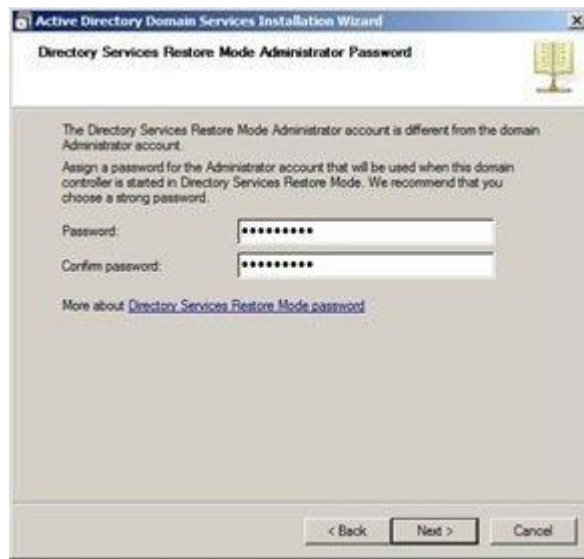 Active Directory Domain Services Installation Wizard
Directory Services Restore Mode Administrator Password
The Directory Services Restore Mode Administrator account is different from the domain
Administrator account.
Assign a password for the Administrator account that will be used when this domain
controller is started in Directory Services Restore Mode. We recommend that you
choose a strong password.
Password: •••••••••
Confirm password: •••••••••
More about Directory Services Restore Mode password
< Back Next > Cancel